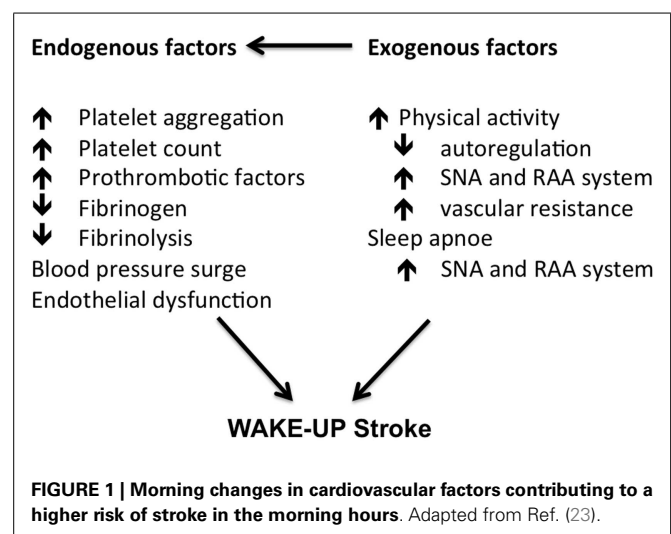 Endogenous factors Exogenous factors
↑ Platelet aggregation
↑ Platelet count
↑ Prothrombotic factors
↓ Fibrinogen
↓ Fibrinolysis
Blood pressure surge
Endothelial dysfunction
↑ Physical activity
↓ autoregulation
↑ SNA and RAA system
↑ vascular resistance
Sleep apnoe
↑ SNA and RAA system
WAKE-UP Stroke
FIGURE 1 | Morning changes in cardiovascular factors contributing to a
higher risk of stroke in the morning hours. Adapted from Ref. (23).